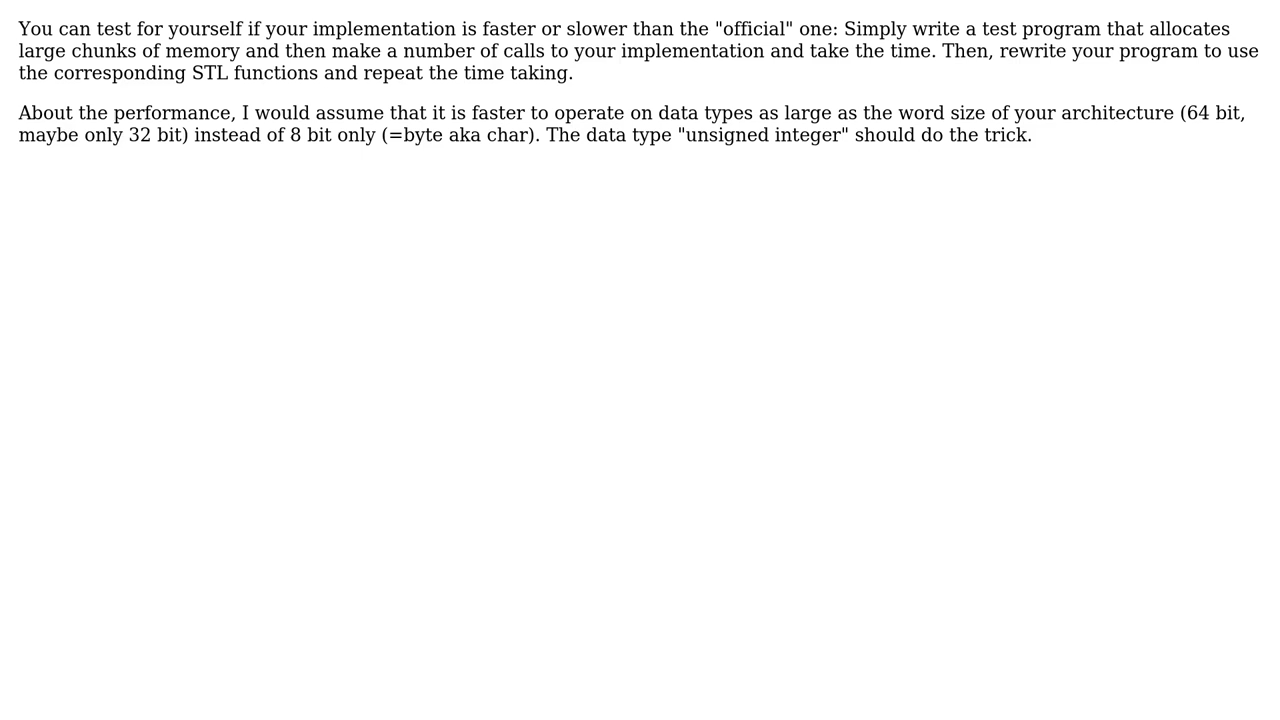 You can test for yourself if your implementation is faster or slower than the "official" one: Simply write a test program that allocates
large chunks of memory and then make a number of calls to your implementation and take the time. Then, rewrite your program to use
the corresponding STL functions and repeat the time taking.
About the performance, I would assume that it is faster to operate on data types as large as the word size of your architecture (64 bit,
maybe only 32 bit) instead of 8 bit only (=byte aka char). The data type "unsigned integer" should do the trick.